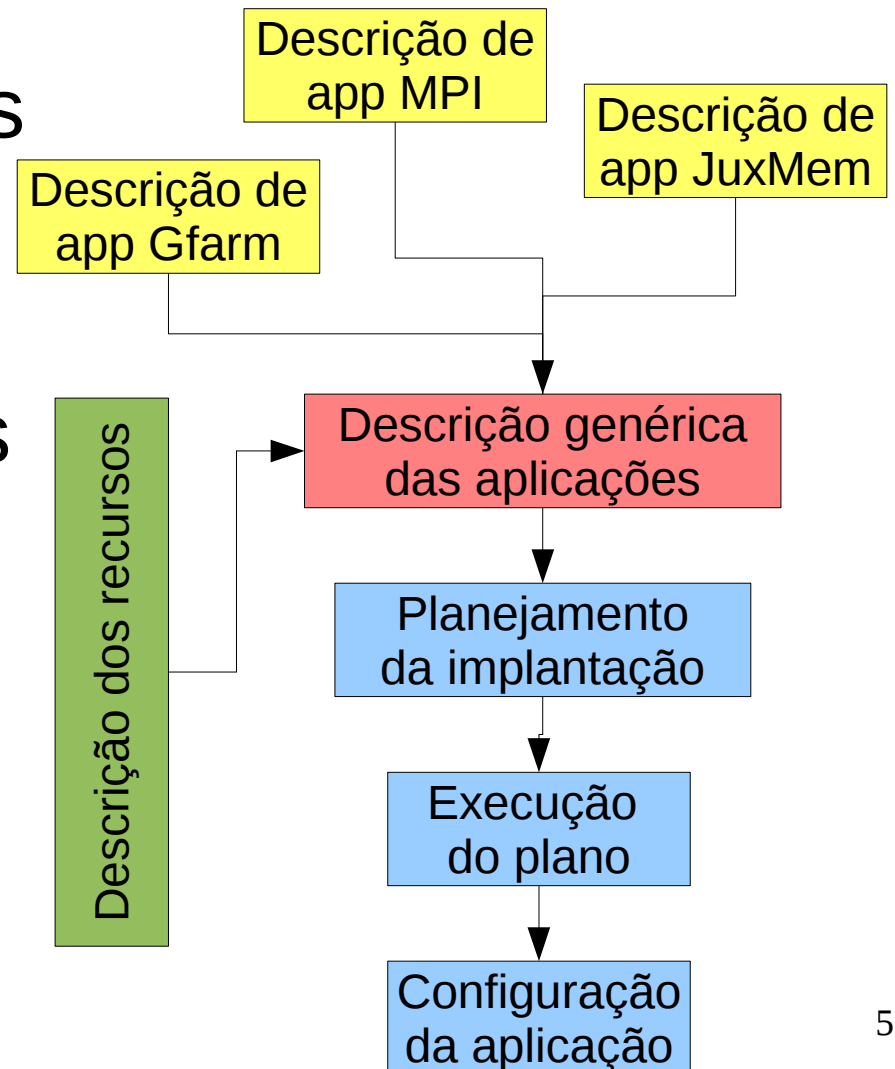 Descrição de
app MPI
s
Descrição de
app JuxMem
Descrição de
app Gfarm
s
Descrição dos recursos
Descrição genérica
das aplicações
Planejamento
da implantação
Execução
do plano
Configuração
da aplicação
5